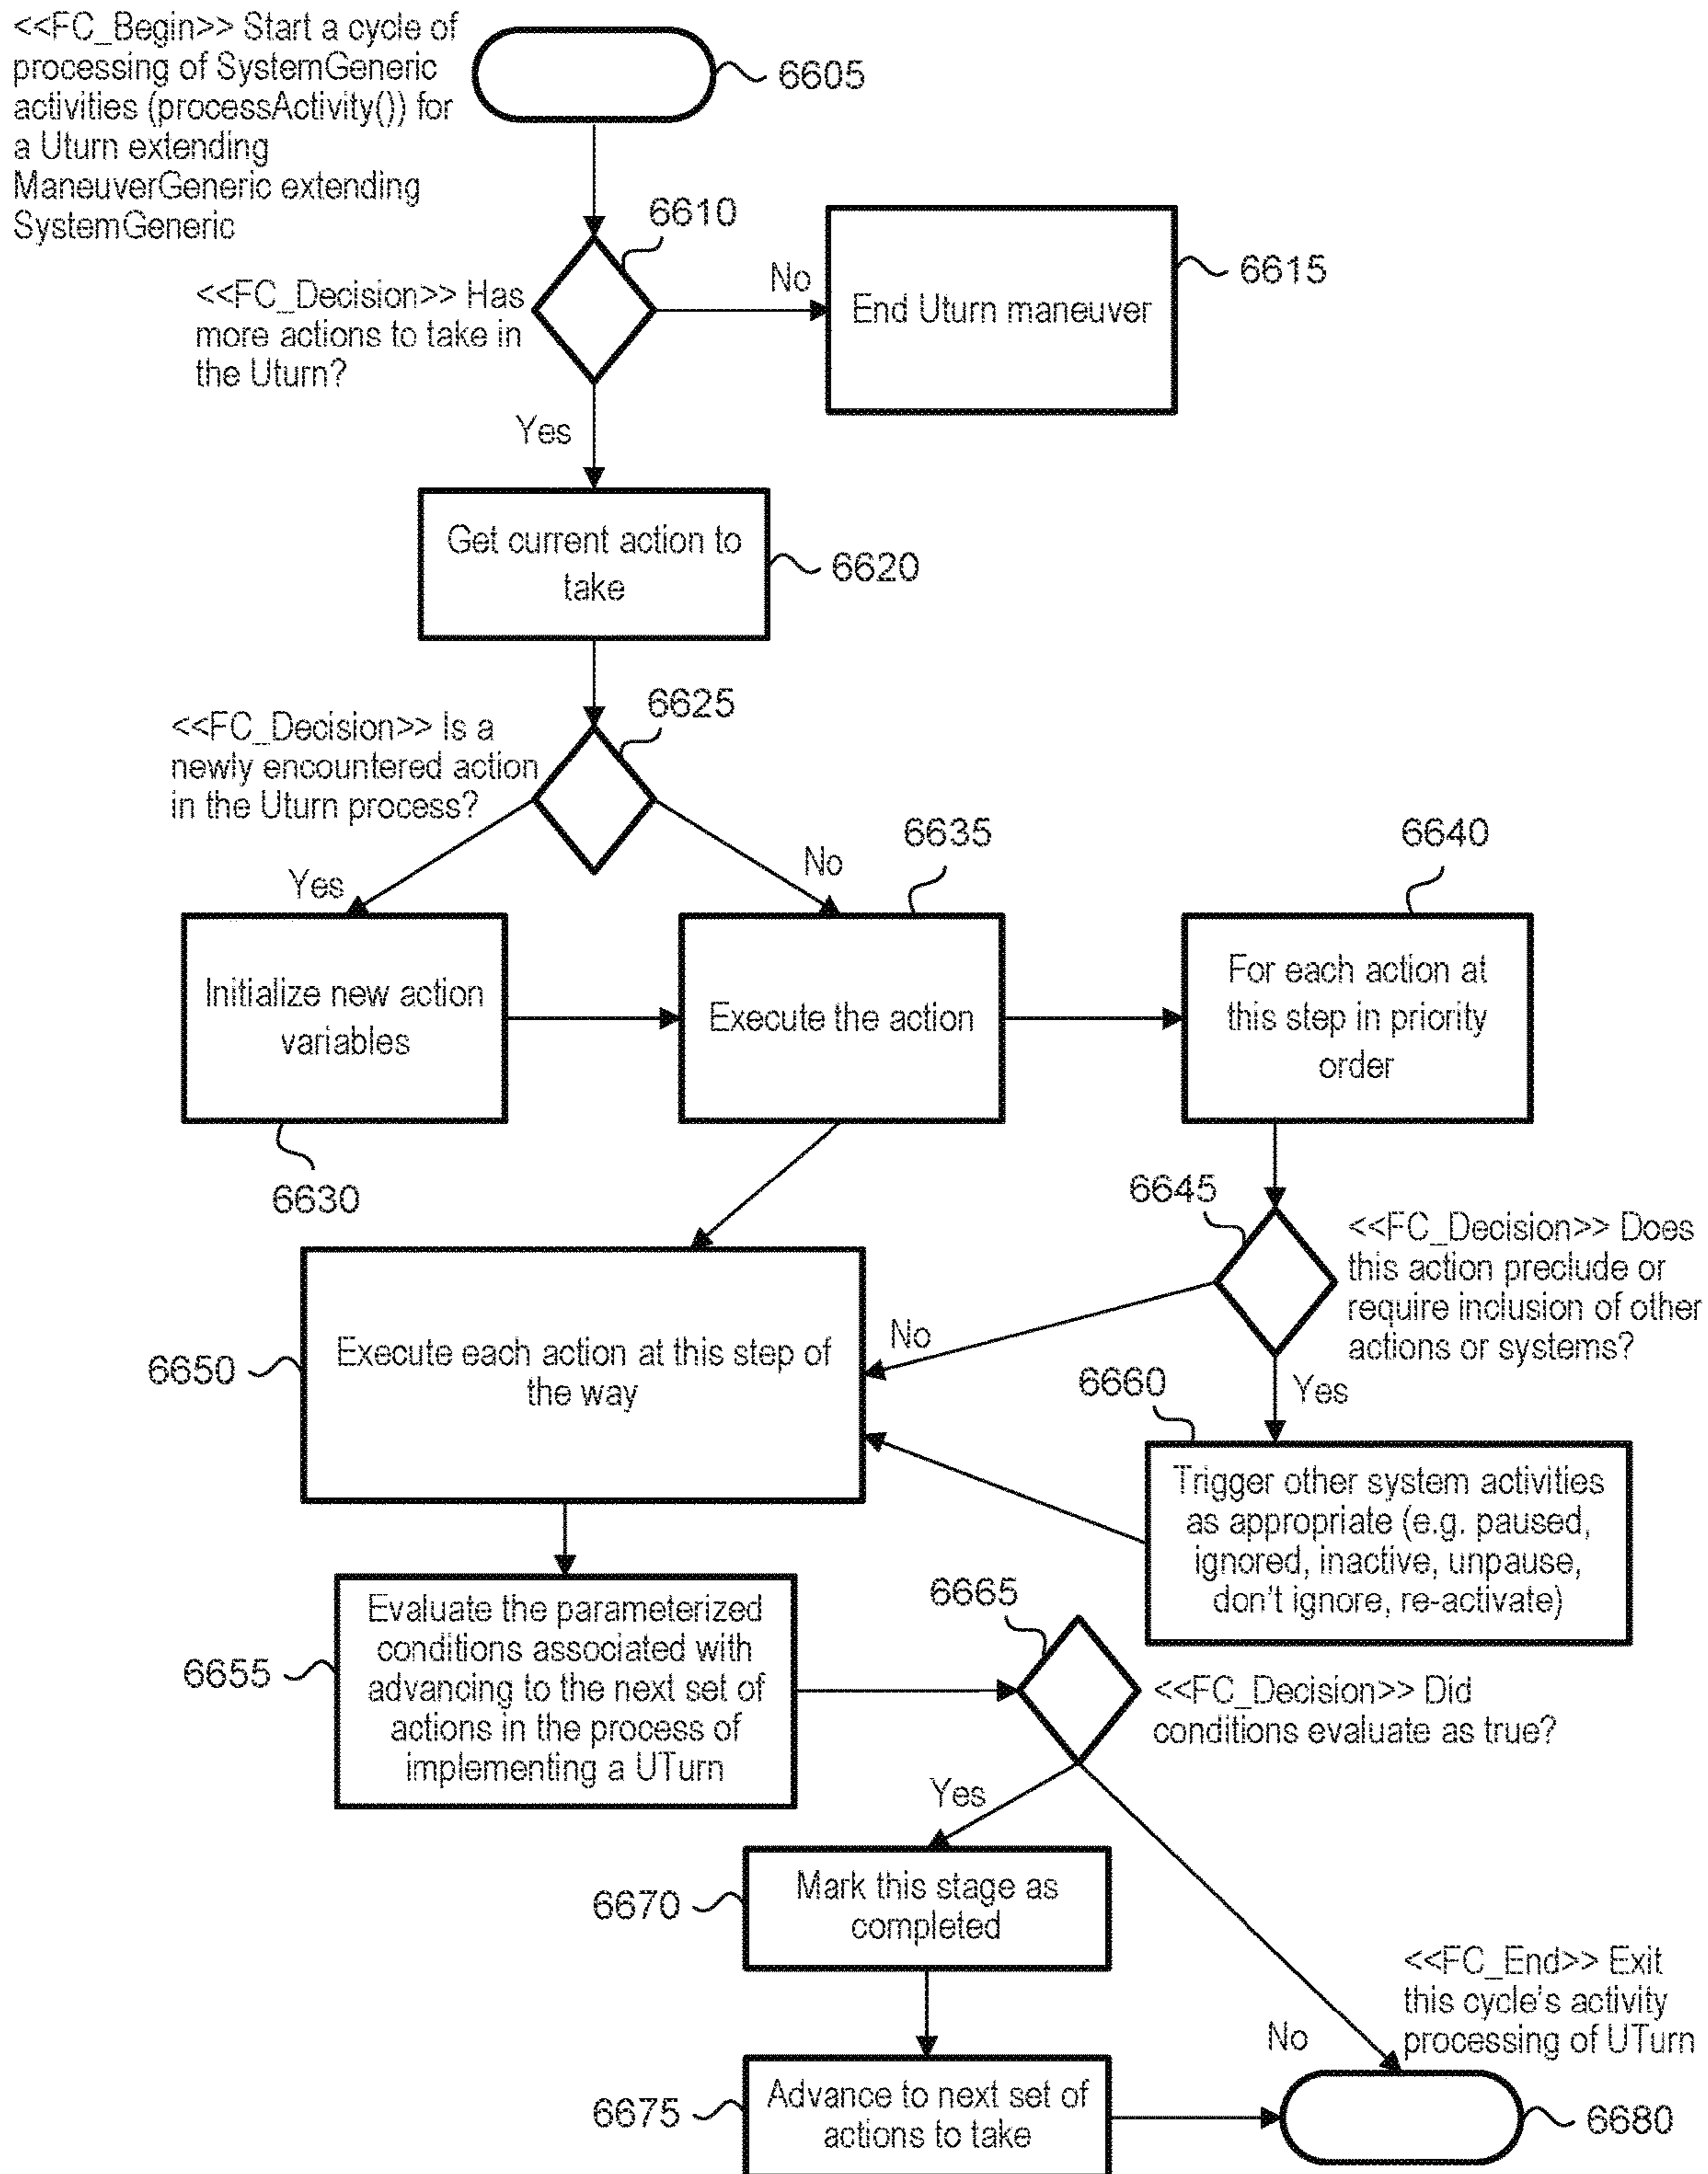 <<FC_Begin>> Start a cycle of
processing of SystemGeneric
activities (processActivity()) for
a Uturn extending
ManeuverGeneric extending
SystemGeneric
6605
6610
<<FC_Decision>> Has
more actions to take in
the Uturn?
No
End Uturn maneuver
6615
Yes
Get current action to
take
6620
6625
<<FC_Decision>> Is a
newly encountered action
in the Uturn process?
Yes
No
6635
6640
Initialize new action
variables
Execute the action
For each action at
this step in priority
order
6630
6645
<<FC_Decision>> Does
this action preclude or
require inclusion of other
actions or systems?
No
Yes
6650
Execute each action at this step of
the way
6660
Trigger other system activities
as appropriate (e.g. paused,
ignored, inactive, unpause,
don't ignore, re-activate)
6655
Evaluate the parameterized
conditions associated with
advancing to the next set of
actions in the process of
implementing a UTurn
6665
<<FC_Decision>> Did
conditions evaluate as true?
Yes
6670
Mark this stage as
completed
No
<<FC_End>> Exit
this cycle's activity
processing of UTurn
6675
Advance to next set of
actions to take
6680